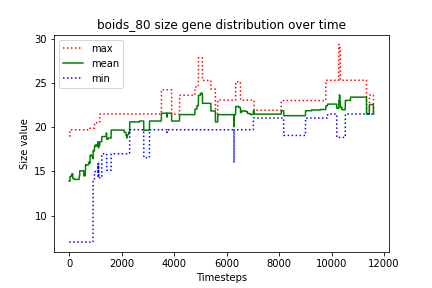 boids_80 size gene distribution over time
max
mean
min
Size value
30
25
20
15
10
0 2000 4000 6000 8000 10000 12000
Timesteps